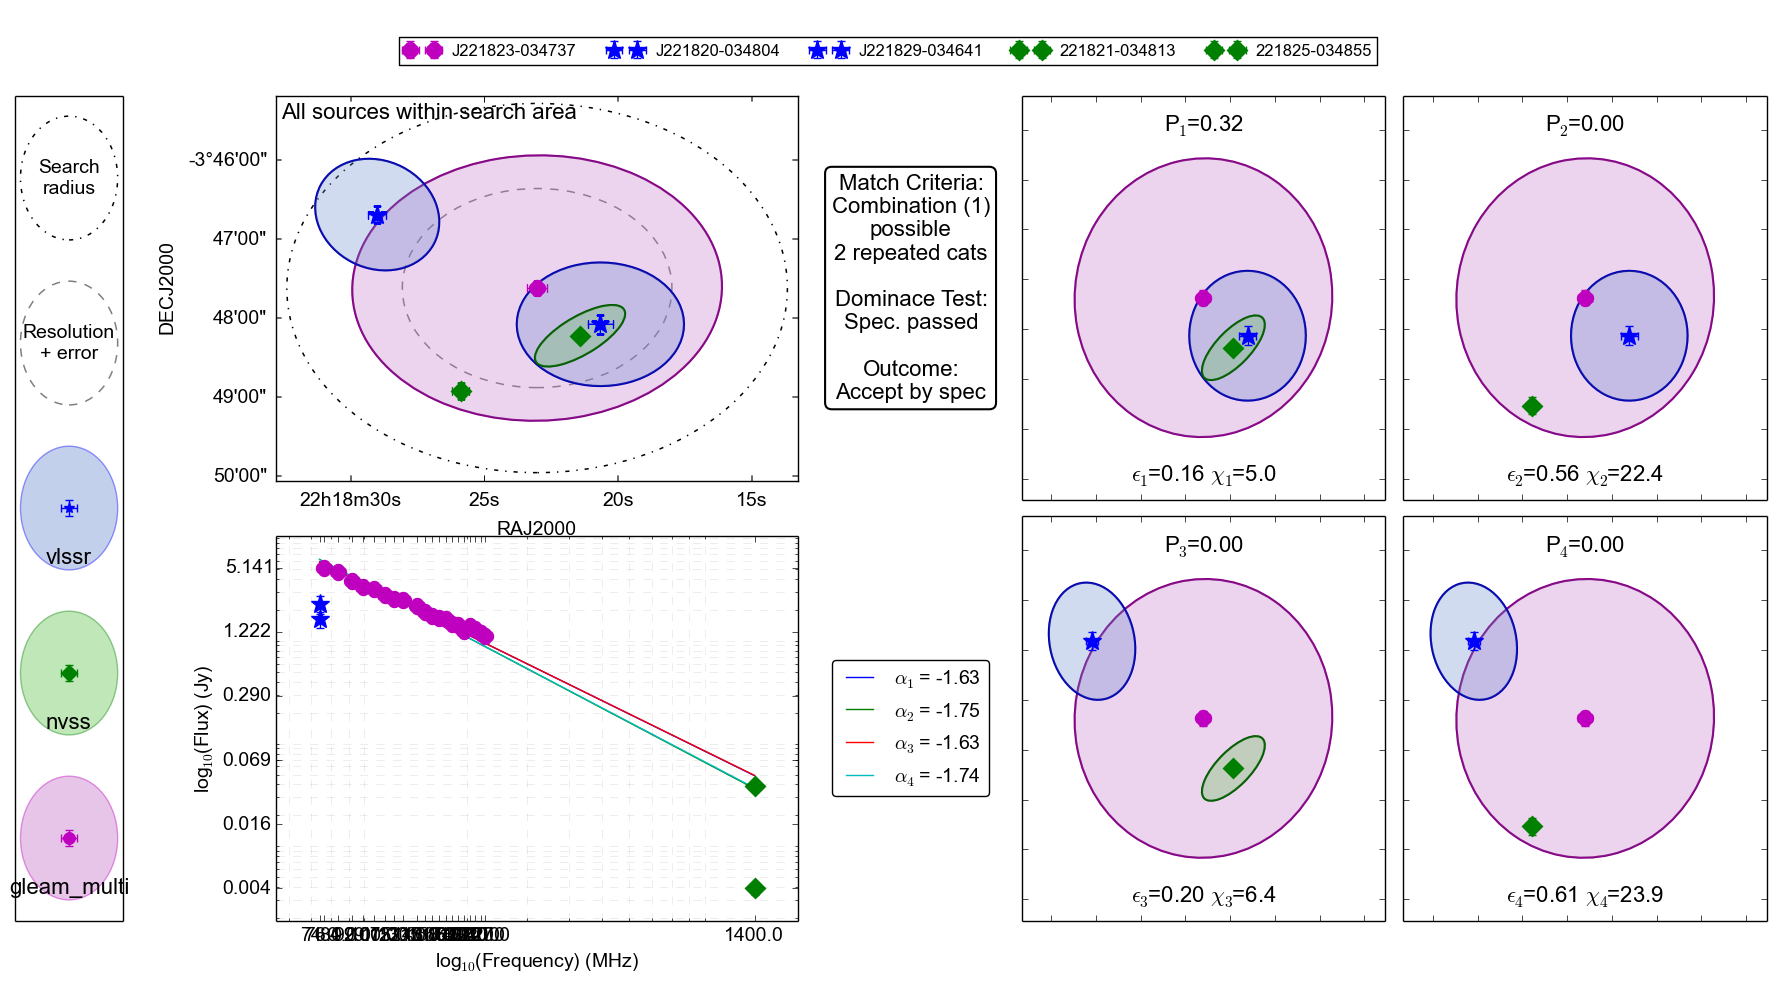 J221823-034737 J221820-034804 J221829-034641 221821-034813 221825-034855
Search
radius
Resolution
+ error
vlssr
nvss
gleam_multi
All sources within search area
DECJ2000
-3°46'00"
47'00"
48'00"
49'00"
50'00"
22h18m30s 25s 20s 15s
RAJ2000
log₁₀(Flux) (Jy)
5.141
1.222
0.290
0.069
0.016
0.004
1400.0
log₁₀(Frequency) (MHz)
Match Criteria:
Combination (1)
possible
2 repeated cats
Dominace Test:
Spec. passed
Outcome:
Accept by spec
α₁ = -1.63
α₂ = -1.75
α₃ = -1.63
α₄ = -1.74
P₁=0.32
ϵ₁=0.16 χ₁=5.0
P₂=0.00
ϵ₂=0.56 χ₂=22.4
P₃=0.00
ϵ₃=0.20 χ₃=6.4
P₄=0.00
ϵ₄=0.61 χ₄=23.9